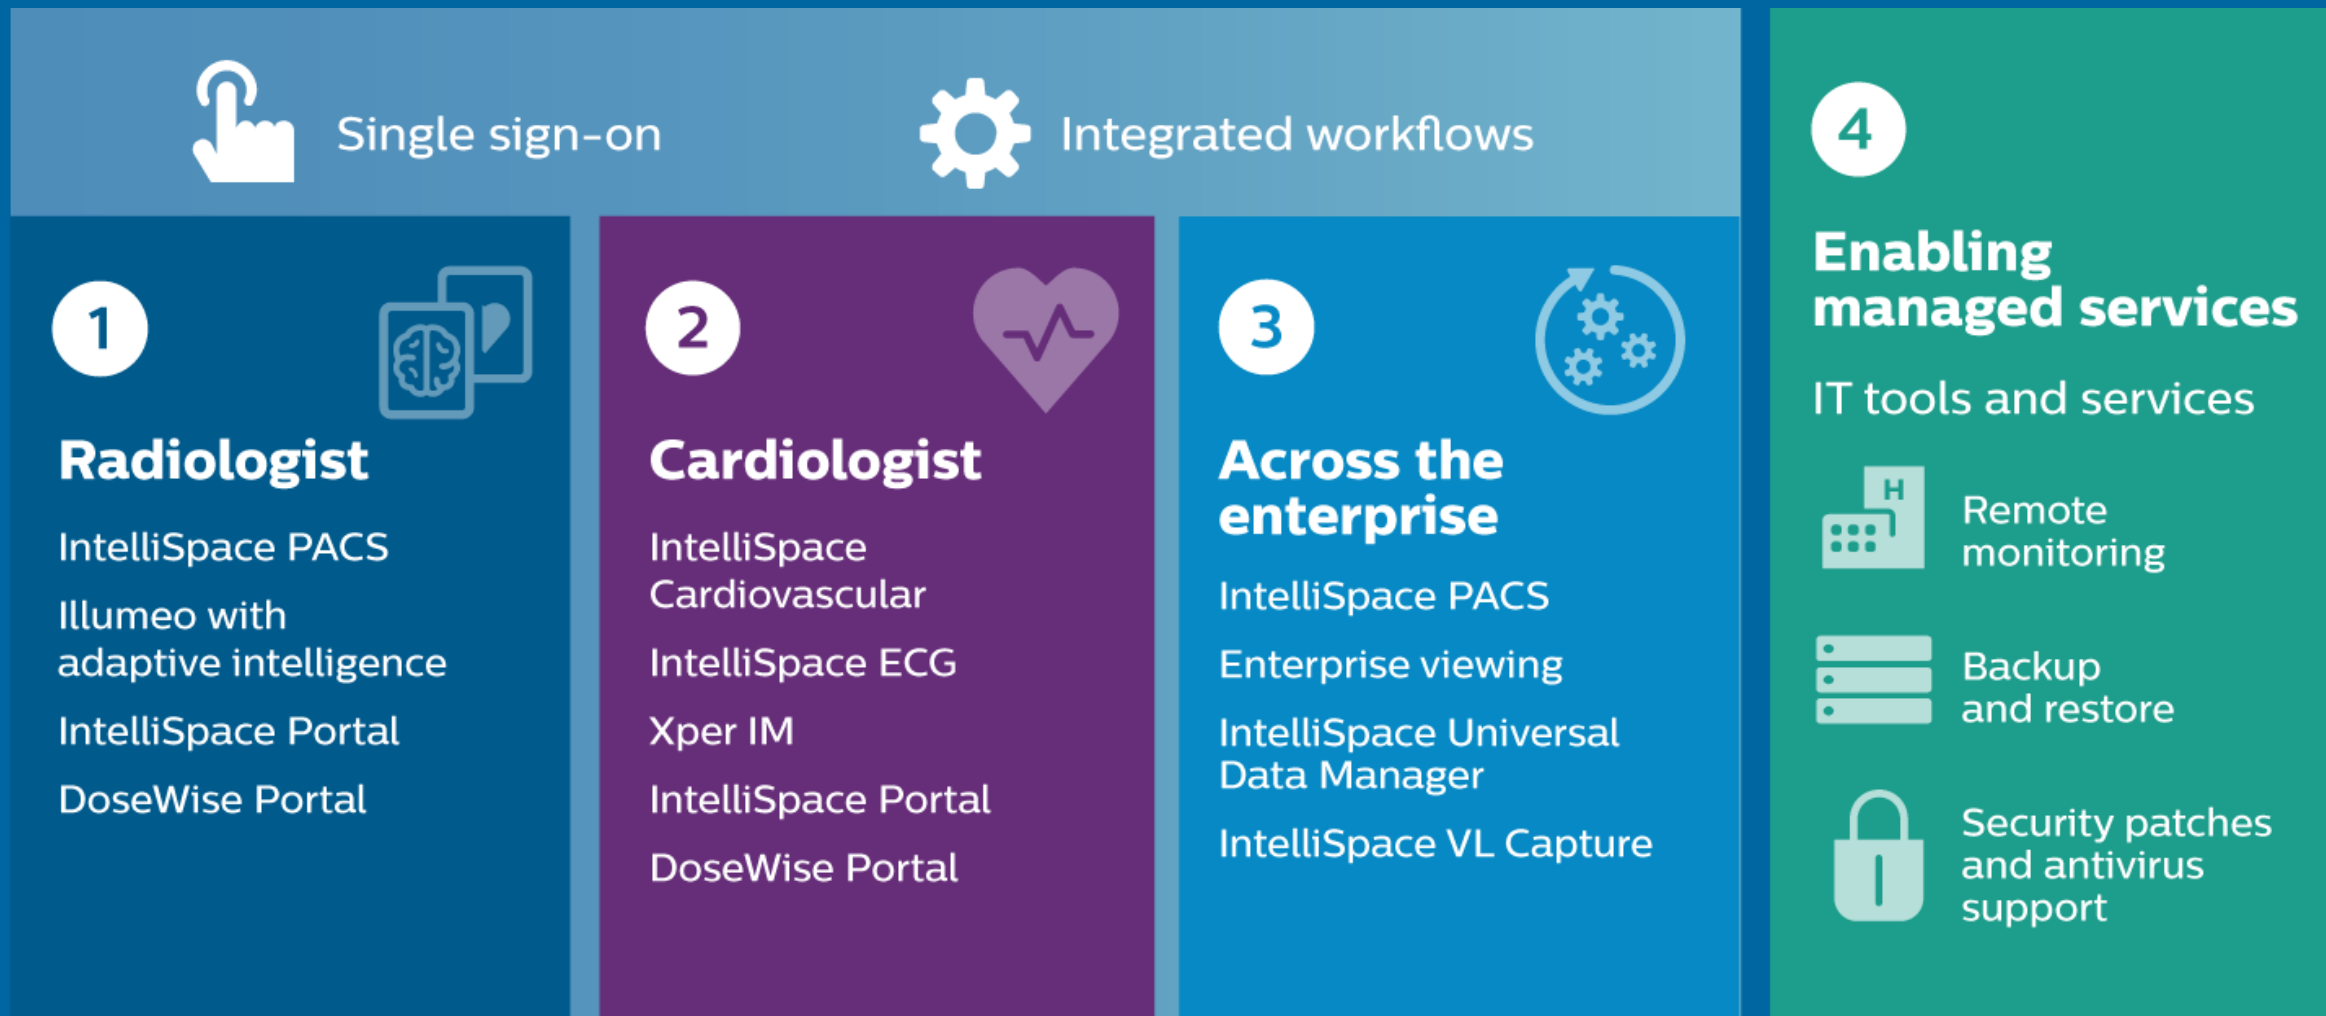 Single sign-on
Integrated workflows
1
Radiologist
IntelliSpace PACS
Illumeo with
adaptive intelligence
IntelliSpace Portal
DoseWise Portal
2
Cardiologist
IntelliSpace
Cardiovascular
IntelliSpace ECG
Xper IM
IntelliSpace Portal
DoseWise Portal
3
Across the
enterprise
IntelliSpace PACS
Enterprise viewing
IntelliSpace Universal
Data Manager
IntelliSpace VL Capture
4
Enabling
managed services
IT tools and services
H
Remote
monitoring
Backup
and restore
Security patches
and antivirus
support